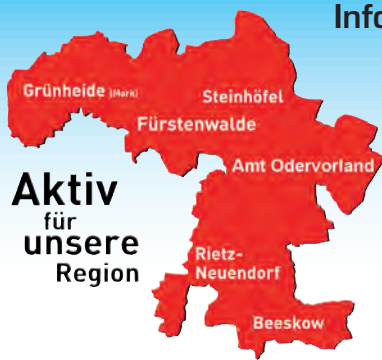 Info
Grünheide (Mark)
Steinhöfel
Fürstenwalde
Amt Odervorland
Aktiv
für
unsere
Region
Rietz-
Neuendorf
Beeskow